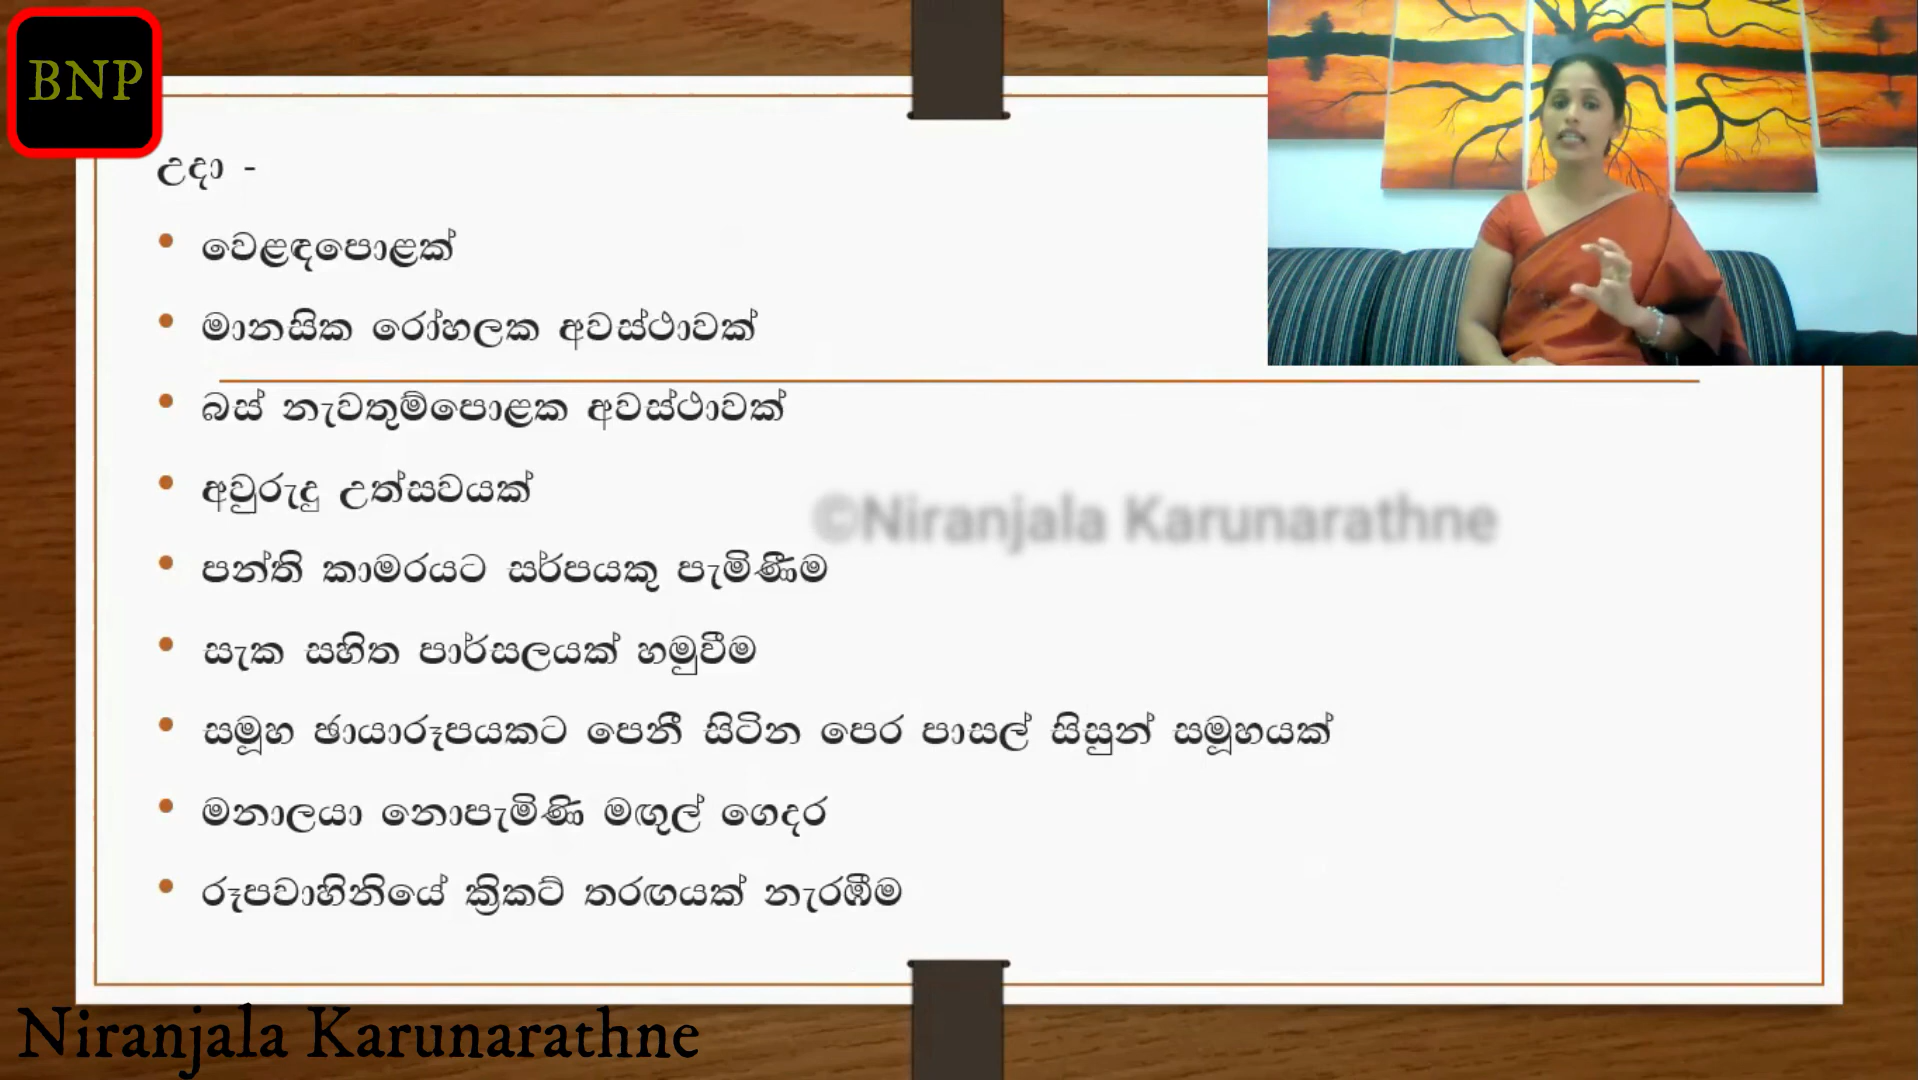 BNP
උදා -
• වෙළඳපොළක්
• මානසික රෝහලක අවස්ථාවක්
• බස් නැවතුම්පොළක අවස්ථාවක්
• අවුරුදු උත්සවයක්
©Niranjala Karunarathne
• පන්ති කාමරයට සර්පයකු පැමිණීම
• සැක සහිත පාර්සලයක් හමුවීම
• සමූහ ඡායාරූපයකට පෙනී සිටින පෙර පාසල් සිසුන් සමූහයක්
• මනාලයා නොපැමිණි මඟුල් ගෙදර
• රූපවාහිනියේ ක්‍රිකට් තරඟයක් නැරඹීම
Niranjala Karunarathne